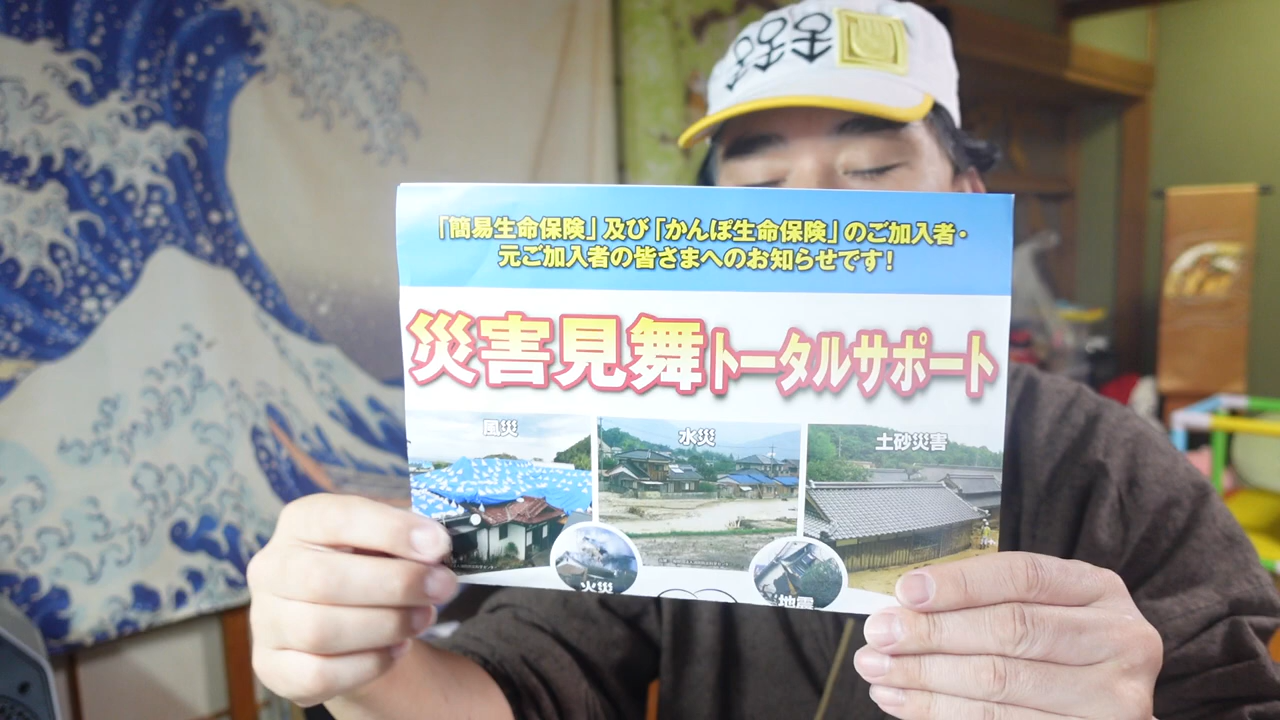 「簡易生命保険」及び「かんぽ生命保険」のご加入者・
元ご加入者の皆さまへのお知らせです！
災害見舞トータルサポート
風災
水災
土砂災害
火災
地震